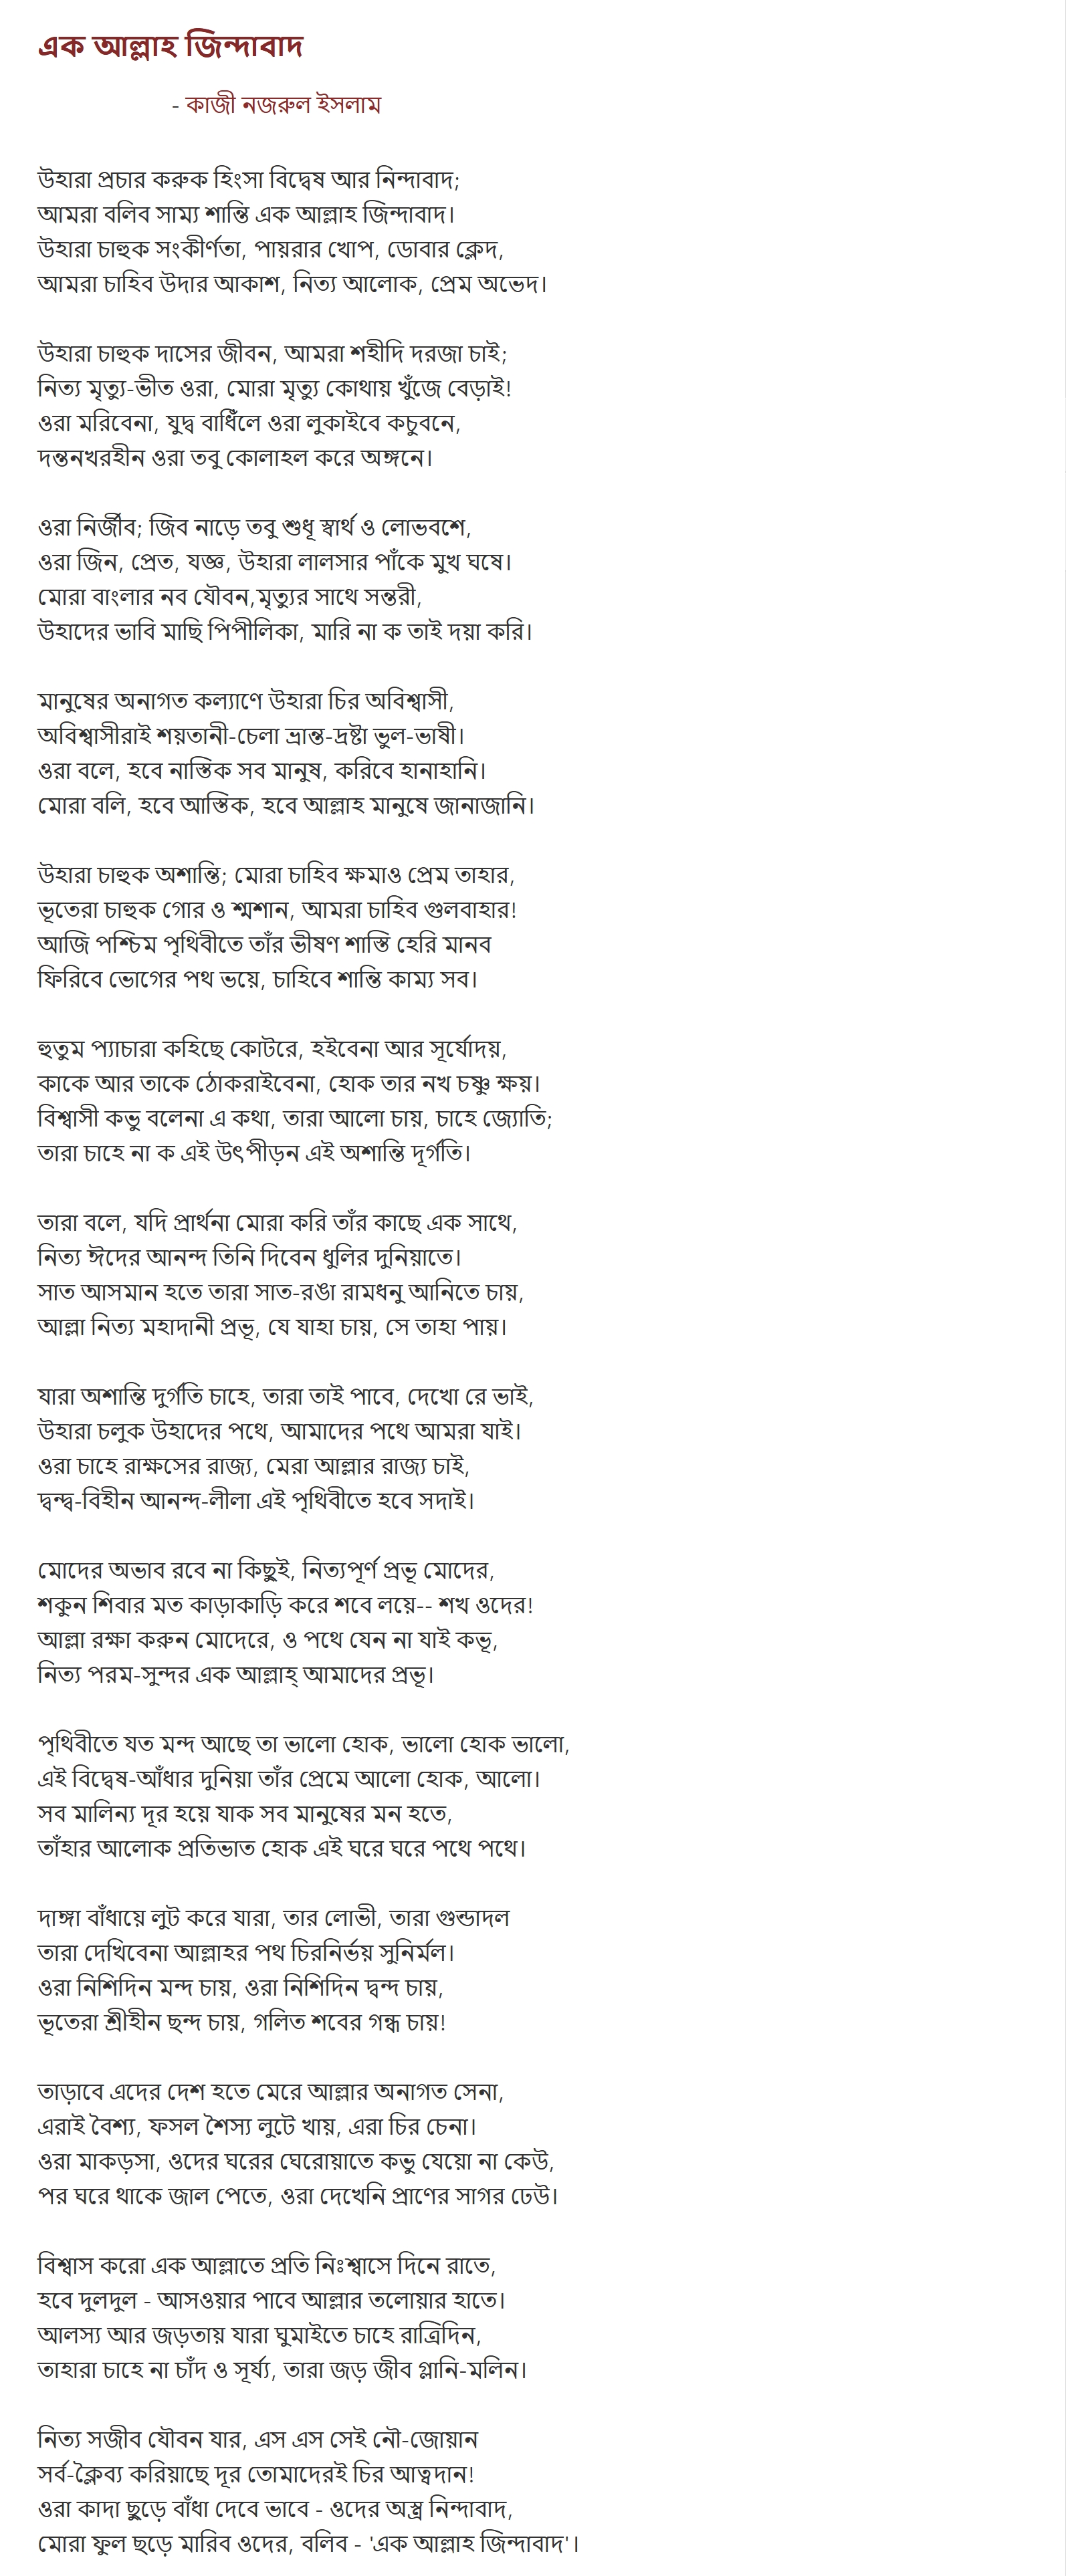 এক আল্লাহ জিন্দাবাদ
- কাজী নজরুল ইসলাম
উহারা প্রচার করুক হিংসা বিদ্বেষ আর নিন্দাবাদ;
আমরা বলিব সাম্য শান্তি এক আল্লাহ জিন্দাবাদ।
উহারা চাহুক সংকীর্ণতা, পায়রার খোপ, ডোবার ক্লেদ,
আমরা চাহিব উদার আকাশ, নিত্য আলোক, প্রেম অভেদ।
উহারা চাহুক দাসের জীবন, আমরা শহীদি দরজা চাই;
নিত্য মৃত্যু-ভীত ওরা, মোরা মৃত্যু কোথায় খুঁজে বেড়াই!
ওরা মরিবেনা, যুদ্ব বাধিঁলে ওরা লুকাইবে কচুবনে,
দন্তনখরহীন ওরা তবু কোলাহল করে অঙ্গনে।
ওরা নির্জীব; জিব নাড়ে তবু শুধূ স্বার্থ ও লোভবশে,
ওরা জিন, প্রেত, যজ্ঞ, উহারা লালসার পাঁকে মুখ ঘষে।
মোরা বাংলার নব যৌবন,মৃত্যুর সাথে সন্তরী,
উহাদের ভাবি মাছি পিপীলিকা, মারি না ক তাই দয়া করি।
মানুষের অনাগত কল্যাণে উহারা চির অবিশ্বাসী,
অবিশ্বাসীরাই শয়তানী-চেলা ভ্রান্ত-দ্রষ্টা ভুল-ভাষী।
ওরা বলে, হবে নাস্তিক সব মানুষ, করিবে হানাহানি।
মোরা বলি, হবে আস্তিক, হবে আল্লাহ মানুষে জানাজানি।
উহারা চাহুক অশান্তি; মোরা চাহিব ক্ষমাও প্রেম তাহার,
ভূতেরা চাহুক গোর ও শ্মশান, আমরা চাহিব গুলবাহার!
আজি পশ্চিম পৃথিবীতে তাঁর ভীষণ শাস্তি হেরি মানব
ফিরিবে ভোগের পথ ভয়ে, চাহিবে শান্তি কাম্য সব।
হুতুম প্যাচারা কহিছে কোটরে, হইবেনা আর সূর্যোদয়,
কাকে আর তাকে ঠোকরাইবেনা, হোক তার নখ চষ্ণু ক্ষয়।
বিশ্বাসী কভু বলেনা এ কথা, তারা আলো চায়, চাহে জ্যোতি;
তারা চাহে না ক এই উৎপীড়ন এই অশান্তি দূর্গতি।
তারা বলে, যদি প্রার্থনা মোরা করি তাঁর কাছে এক সাথে,
নিত্য ঈদের আনন্দ তিনি দিবেন ধুলির দুনিয়াতে।
সাত আসমান হতে তারা সাত-রঙা রামধনু আনিতে চায়,
আল্লা নিত্য মহাদানী প্রভূ, যে যাহা চায়, সে তাহা পায়।
যারা অশান্তি দুর্গতি চাহে, তারা তাই পাবে, দেখো রে ভাই,
উহারা চলুক উহাদের পথে, আমাদের পথে আমরা যাই।
ওরা চাহে রাক্ষসের রাজ্য, মেরা আল্লার রাজ্য চাই,
দ্বন্দ্ব-বিহীন আনন্দ-লীলা এই পৃথিবীতে হবে সদাই।
মোদের অভাব রবে না কিছুই, নিত্যপূর্ণ প্রভূ মোদের,
শকুন শিবার মত কাড়াকাড়ি করে শবে লয়ে-- শখ ওদের!
আল্লা রক্ষা করুন মোদেরে, ও পথে যেন না যাই কভূ,
নিত্য পরম-সুন্দর এক আল্লাহ্ আমাদের প্রভূ।
পৃথিবীতে যত মন্দ আছে তা ভালো হোক, ভালো হোক ভালো,
এই বিদ্বেষ-আঁধার দুনিয়া তাঁর প্রেমে আলো হোক, আলো।
সব মালিন্য দূর হয়ে যাক সব মানুষের মন হতে,
তাঁহার আলোক প্রতিভাত হোক এই ঘরে ঘরে পথে পথে।
দাঙ্গা বাঁধায়ে লুট করে যারা, তার লোভী, তারা গুন্ডাদল
তারা দেখিবেনা আল্লাহর পথ চিরনির্ভয় সুনির্মল।
ওরা নিশিদিন মন্দ চায়, ওরা নিশিদিন দ্বন্দ চায়,
ভূতেরা শ্রীহীন ছন্দ চায়, গলিত শবের গন্ধ চায়!
তাড়াবে এদের দেশ হতে মেরে আল্লার অনাগত সেনা,
এরাই বৈশ্য, ফসল শৈস্য লুটে খায়, এরা চির চেনা।
ওরা মাকড়সা, ওদের ঘরের ঘেরোয়াতে কভু যেয়ো না কেউ,
পর ঘরে থাকে জাল পেতে, ওরা দেখেনি প্রাণের সাগর ঢেউ।
বিশ্বাস করো এক আল্লাতে প্রতি নিঃশ্বাসে দিনে রাতে,
হবে দুলদুল - আসওয়ার পাবে আল্লার তলোয়ার হাতে।
আলস্য আর জড়তায় যারা ঘুমাইতে চাহে রাত্রিদিন,
তাহারা চাহে না চাঁদ ও সূর্য্য, তারা জড় জীব গ্লানি-মলিন।
নিত্য সজীব যৌবন যার, এস এস সেই নৌ-জোয়ান
সর্ব-ক্লৈব্য করিয়াছে দূর তোমাদেরই চির আত্বদান!
ওরা কাদা ছুড়ে বাঁধা দেবে ভাবে - ওদের অস্ত্র নিন্দাবাদ,
মোরা ফুল ছড়ে মারিব ওদের, বলিব - 'এক আল্লাহ জিন্দাবাদ'।